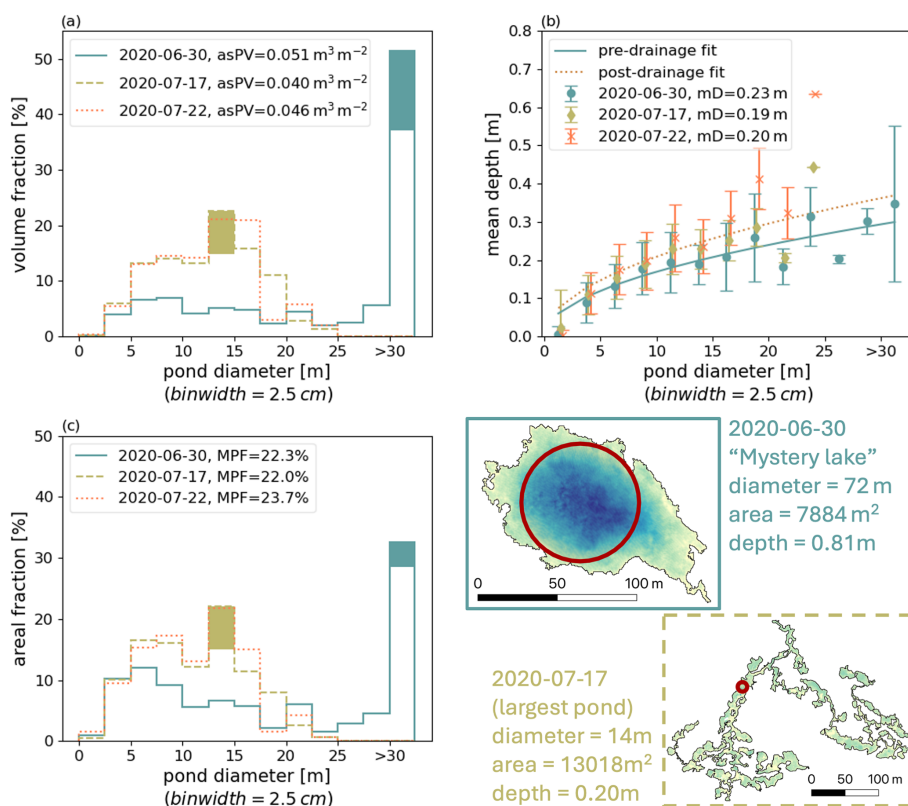 (a)
volume fraction [%]
50
40
30
20
10
0
2020-06-30, asPV=0.051 m³ m⁻²
2020-07-17, asPV=0.040 m³ m⁻²
2020-07-22, asPV=0.046 m³ m⁻²
0 5 10 15 20 25 >30
pond diameter [m]
(binwidth = 2.5 cm)
(b)
mean depth [m]
0.8
0.7
0.6
0.5
0.4
0.3
0.2
0.1
0.0
pre-drainage fit
post-drainage fit
2020-06-30, mD=0.23 m
2020-07-17, mD=0.19 m
2020-07-22, mD=0.20 m
0 5 10 15 20 25 >30
pond diameter [m]
(binwidth = 2.5 cm)
(c)
areal fraction [%]
50
40
30
20
10
0
2020-06-30, MPF=22.3%
2020-07-17, MPF=22.0%
2020-07-22, MPF=23.7%
0 5 10 15 20 25 >30
pond diameter [m]
(binwidth = 2.5 cm)
0 50 100 m
2020-06-30
“Mystery lake”
diameter = 72 m
area = 7884 m²
depth = 0.81m
2020-07-17
(largest pond)
diameter = 14m
area = 13018m²
depth = 0.20m
0 50 100 m